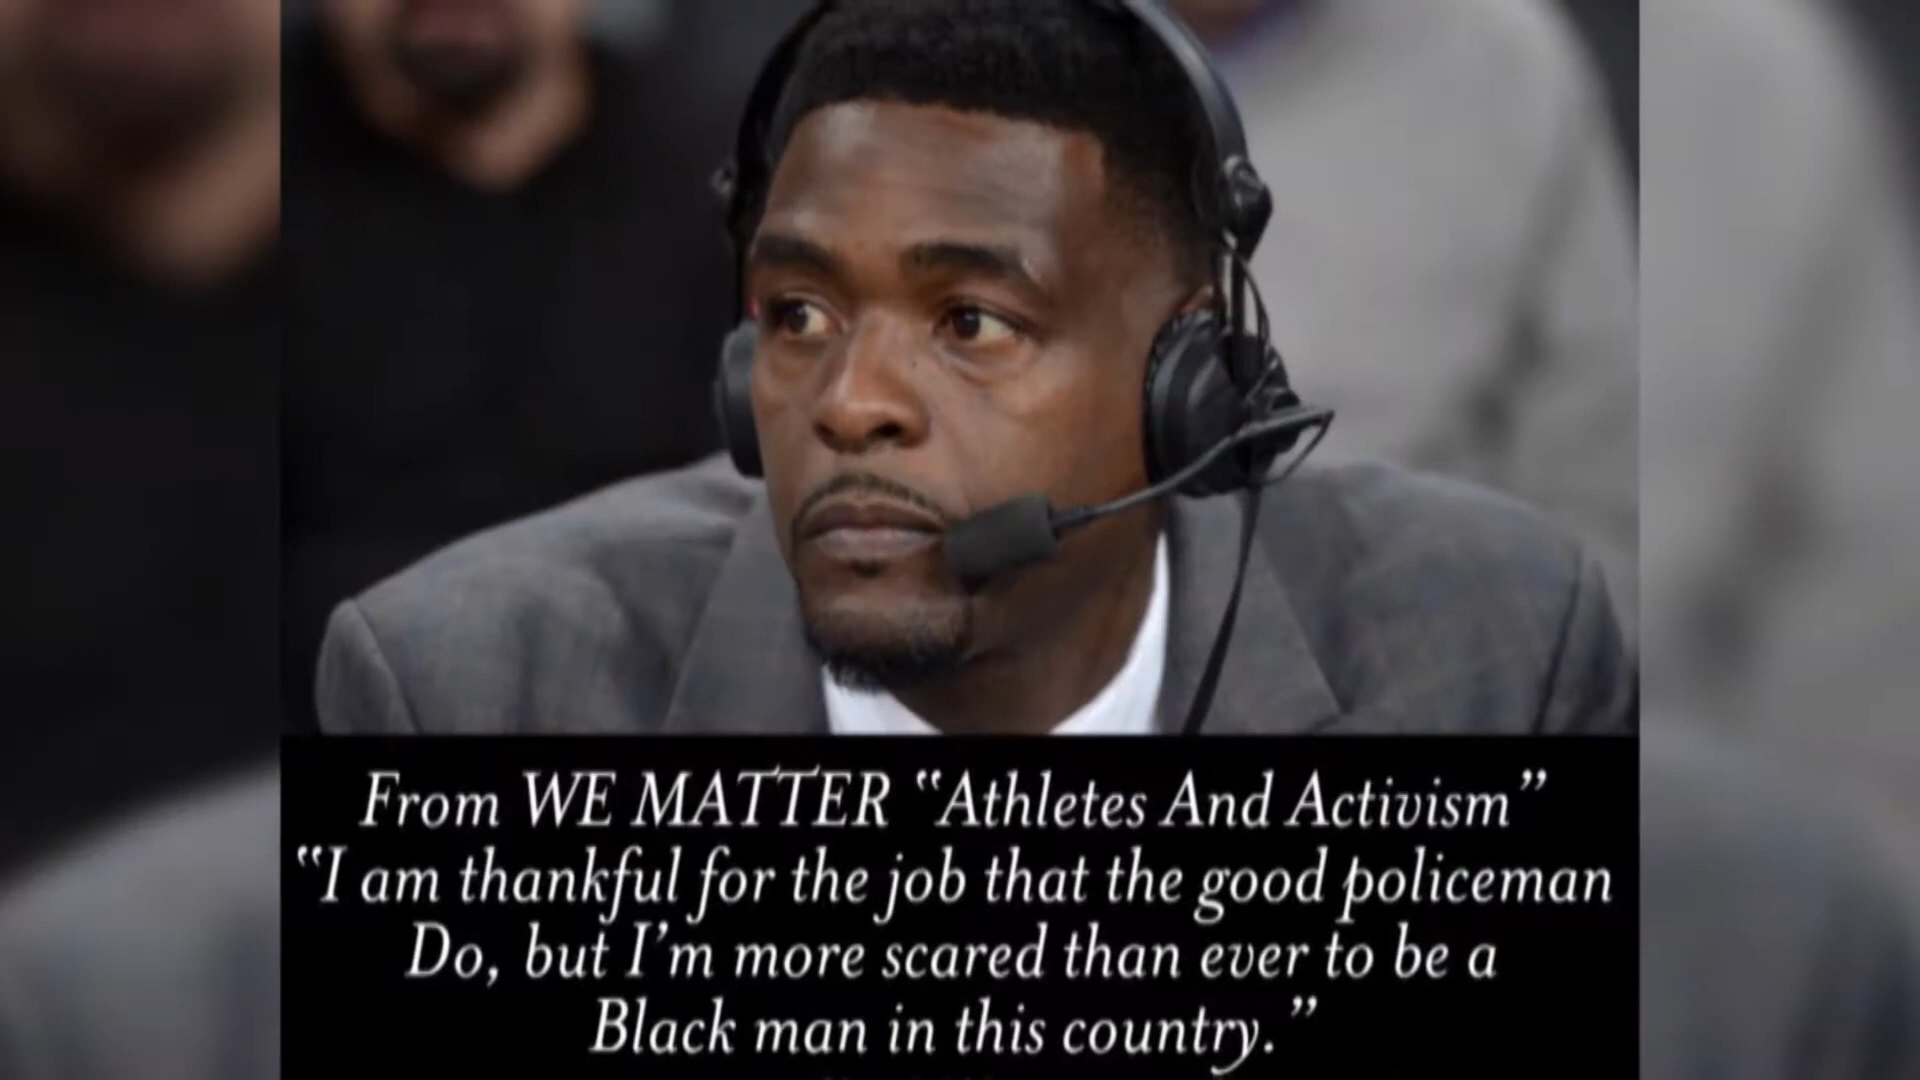 From WE MATTER “Athletes And Activism”
“I am thankful for the job that the good policeman
Do, but I’m more scared than ever to be a
Black man in this country.”